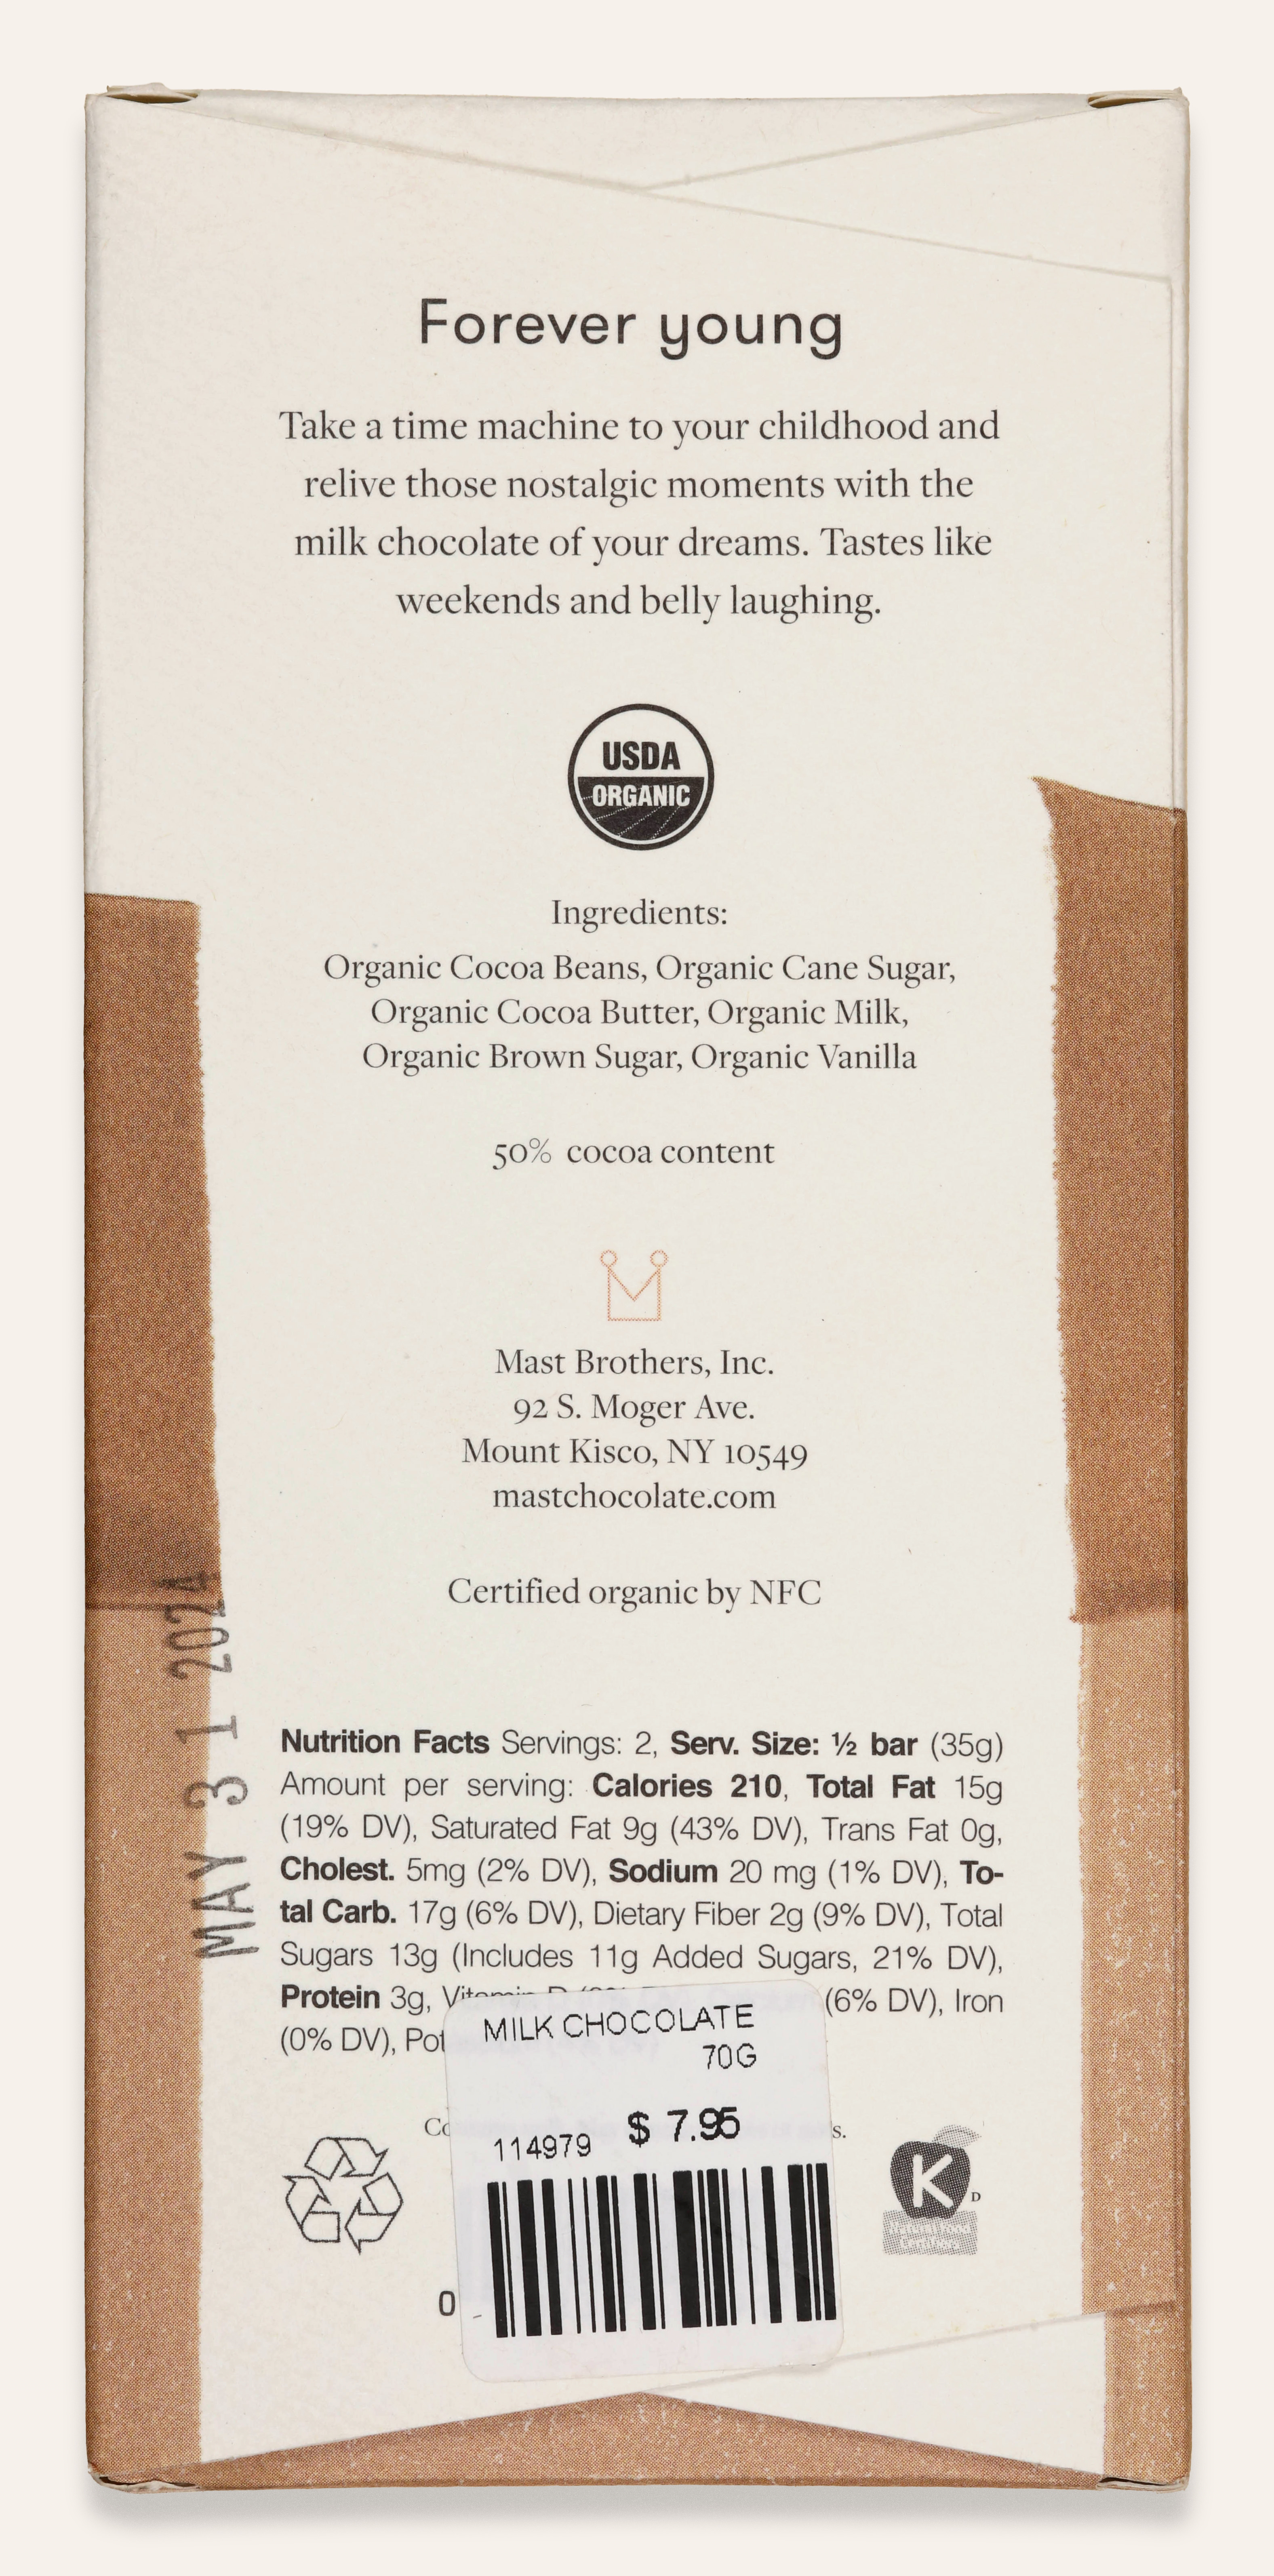 Forever young
Take a time machine to your childhood and
relive those nostalgic moments with the
milk chocolate of your dreams. Tastes like
weekends and belly laughing.
USDA
ORGANIC
Ingredients:
Organic Cocoa Beans, Organic Cane Sugar,
Organic Cocoa Butter, Organic Milk,
Organic Brown Sugar, Organic Vanilla
50% cocoa content
Mast Brothers, Inc.
92 S. Moger Ave.
Mount Kisco, NY 10549
mastchocolate.com
Certified organic by NFC
MAY 3 1 2024
Nutrition Facts Servings: 2, Serv. Size: ½ bar (35g)
Amount per serving: Calories 210, Total Fat 15g
(19% DV), Saturated Fat 9g (43% DV), Trans Fat 0g,
Cholest. 5mg (2% DV), Sodium 20 mg (1% DV), To-
tal Carb. 17g (6% DV), Dietary Fiber 2g (9% DV), Total
Sugars 13g (Includes 11g Added Sugars, 21% DV),
Protein 3g, (6% DV), Iron
(0% DV),
MILK CHOCOLATE
70G
$ 7.95
114979
K
D
Natural Food
Certifiers
0